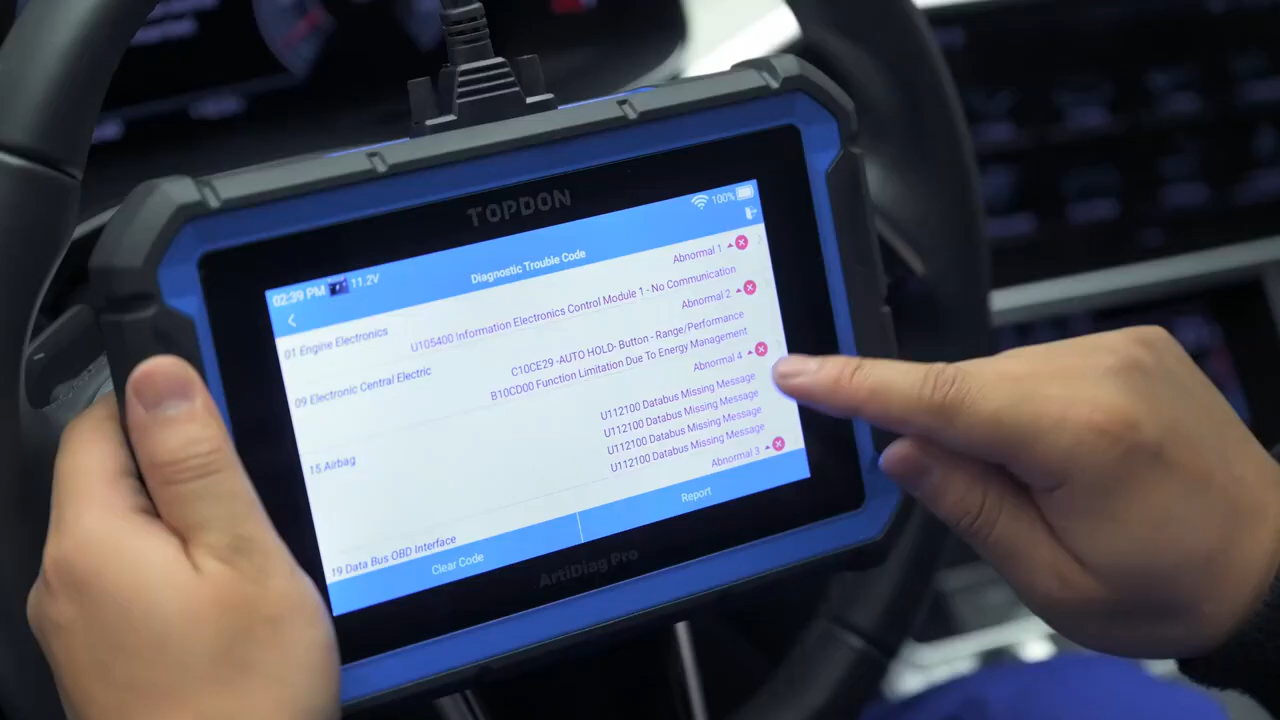 TOPDON
02:39 PM 11.2V
100%
Diagnostic Trouble Code
01 Engine Electronics
Abnormal 1
U105400 Information Electronics Control Module 1 - No Communication
09 Electronic Central Electric
Abnormal 2
C10CE29 -AUTO HOLD- Button - Range/Performance
B10CD00 Function Limitation Due To Energy Management
15 Airbag
Abnormal 4
U112100 Databus Missing Message
U112100 Databus Missing Message
U112100 Databus Missing Message
U112100 Databus Missing Message
19 Data Bus OBD Interface
Abnormal 3
Clear Code
Report
ArtiDiag Pro